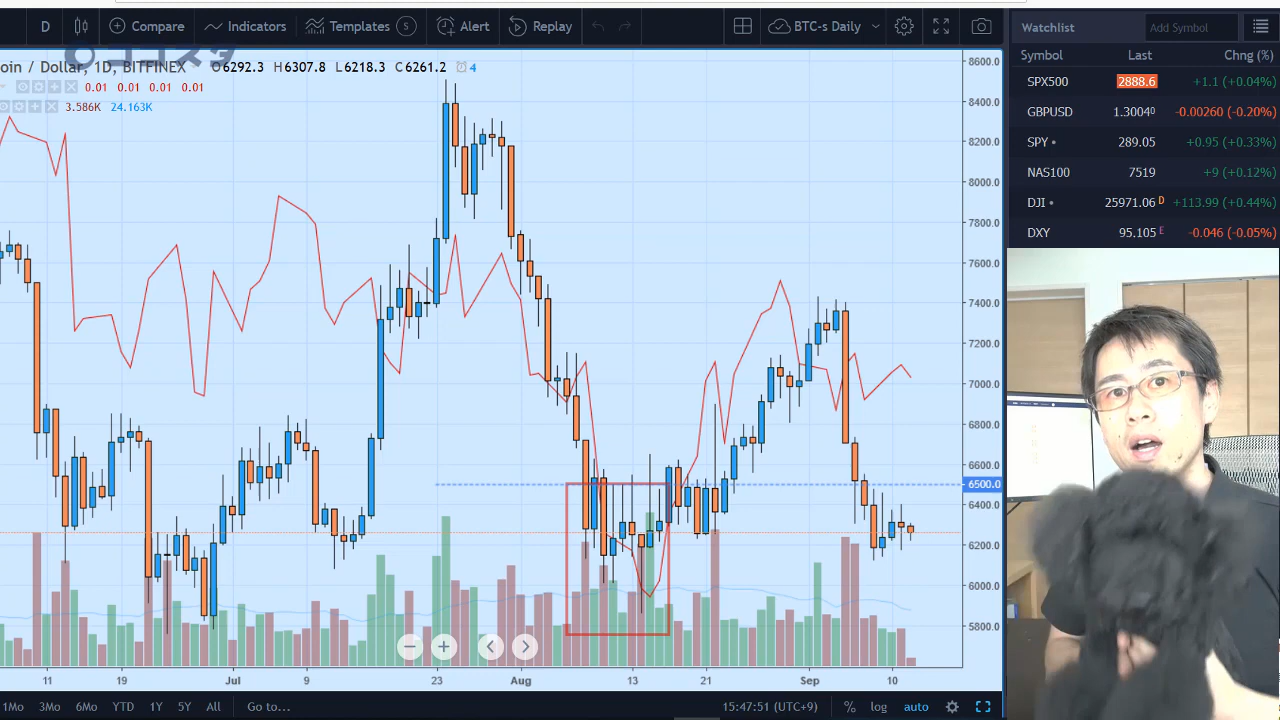 D Compare Indicators Templates S Alert Replay BTC-s Daily
oin / Dollar, 1D, BITFINEX O6292.3 H6307.8 L6218.3 C6261.2 4
0.01 0.01 0.01 0.01
3.586K 24.163K
8600.0
8400.0
8200.0
8000.0
7800.0
7600.0
7400.0
7200.0
7000.0
6800.0
6600.0
6500.0
6400.0
6200.0
6000.0
5800.0
11 19 Jul 9 23 Aug 13 21 Sep 10
1Mo 3Mo 6Mo YTD 1Y 5Y All Go to... 15:47:51 (UTC+9) % log auto
Watchlist Add Symbol
Symbol Last Chng (%)
SPX500 2888.6 +1.1 (+0.04%)
GBPUSD 1.30040 -0.00260 (-0.20%)
SPY 289.05 +0.95 (+0.33%)
NAS100 7519 +9 (+0.12%)
DJI 25971.06 D +113.99 (+0.44%)
DXY 95.105 E -0.046 (-0.05%)